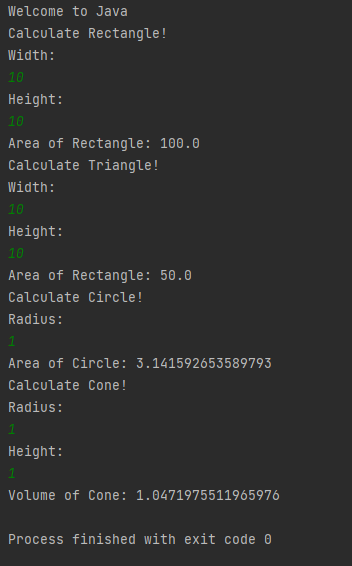 Welcome to Java
Calculate Rectangle!
Width:
10
Height:
10
Area of Rectangle: 100.0
Calculate Triangle!
Width:
10
Height:
10
Area of Rectangle: 50.0
Calculate Circle!
Radius:
1
Area of Circle: 3.141592653589793
Calculate Cone!
Radius:
1
Height:
1
Volume of Cone: 1.0471975511965976
Process finished with exit code 0